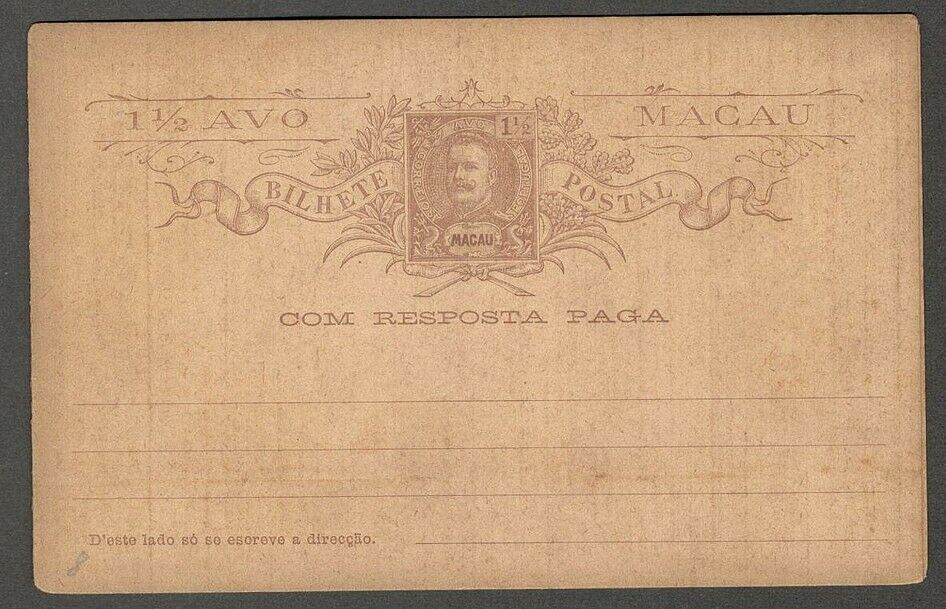 1½ AVO
MACAU
AVO 1½
BILHETE POSTAL
CORREIOS
MACAU
COM RESPOSTA PAGA
D'este lado só se escreve a direcção.